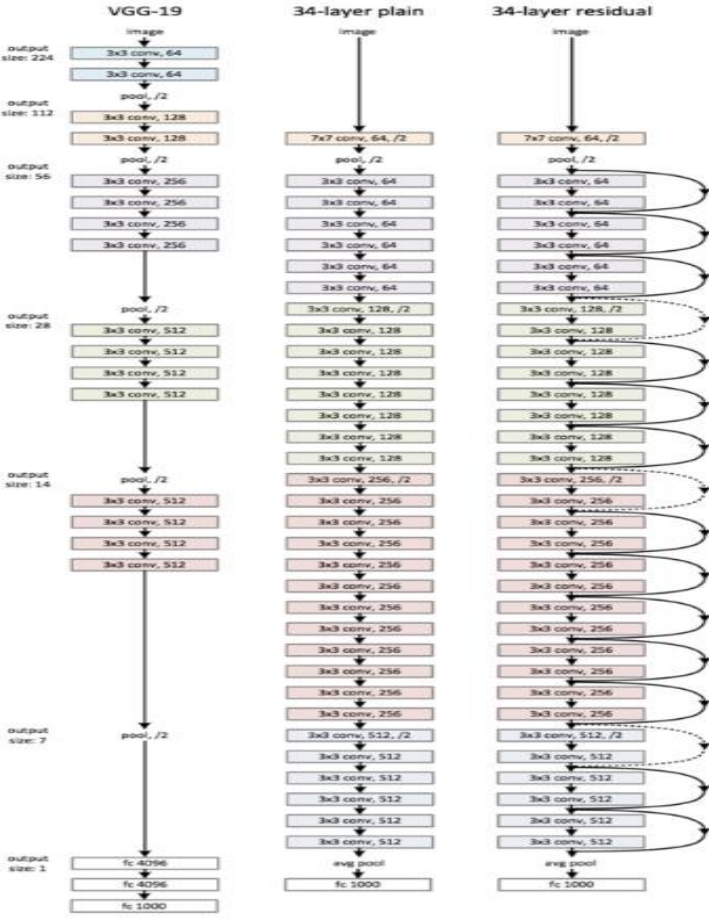 output
size: 224
output
size: 112
output
size: 56
output
size: 28
output
size: 14
output
size: 7
output
size: 1
VGG-19
image
3x3 conv, 64
3x3 conv, 64
pool, /2
3x3 conv, 128
3x3 conv, 128
pool, /2
3x3 conv, 256
3x3 conv, 256
3x3 conv, 256
3x3 conv, 256
pool, /2
3x3 conv, 512
3x3 conv, 512
3x3 conv, 512
3x3 conv, 512
pool, /2
3x3 conv, 512
3x3 conv, 512
3x3 conv, 512
3x3 conv, 512
pool, /2
fc 4096
fc 4096
fc 1000
34-layer plain
image
7x7 conv, 64, /2
pool, /2
3x3 conv, 64
3x3 conv, 64
3x3 conv, 64
3x3 conv, 64
3x3 conv, 64
3x3 conv, 64
3x3 conv, 128, /2
3x3 conv, 128
3x3 conv, 128
3x3 conv, 128
3x3 conv, 128
3x3 conv, 128
3x3 conv, 128
3x3 conv, 128
3x3 conv, 256, /2
3x3 conv, 256
3x3 conv, 256
3x3 conv, 256
3x3 conv, 256
3x3 conv, 256
3x3 conv, 256
3x3 conv, 256
3x3 conv, 256
3x3 conv, 256
3x3 conv, 256
3x3 conv, 256
3x3 conv, 512, /2
3x3 conv, 512
3x3 conv, 512
3x3 conv, 512
3x3 conv, 512
3x3 conv, 512
avg pool
fc 1000
34-layer residual
image
7x7 conv, 64, /2
pool, /2
3x3 conv, 64
3x3 conv, 64
3x3 conv, 64
3x3 conv, 64
3x3 conv, 64
3x3 conv, 64
3x3 conv, 128, /2
3x3 conv, 128
3x3 conv, 128
3x3 conv, 128
3x3 conv, 128
3x3 conv, 128
3x3 conv, 128
3x3 conv, 128
3x3 conv, 256, /2
3x3 conv, 256
3x3 conv, 256
3x3 conv, 256
3x3 conv, 256
3x3 conv, 256
3x3 conv, 256
3x3 conv, 256
3x3 conv, 256
3x3 conv, 256
3x3 conv, 256
3x3 conv, 256
3x3 conv, 512, /2
3x3 conv, 512
3x3 conv, 512
3x3 conv, 512
3x3 conv, 512
3x3 conv, 512
avg pool
fc 1000